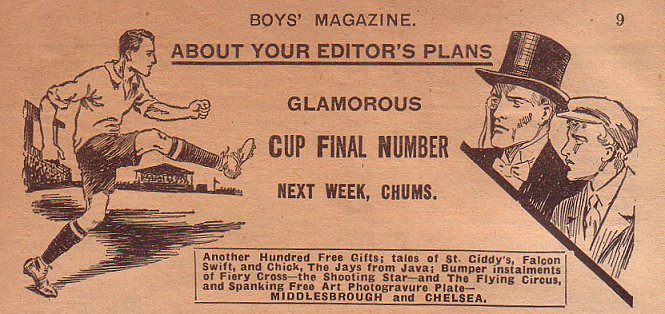 BOYS' MAGAZINE. 9
ABOUT YOUR EDITOR'S PLANS
GLAMOROUS
CUP FINAL NUMBER
NEXT WEEK, CHUMS.
Another Hundred Free Gifts; tales of St. Ciddy's, Falcon
Swift, and Chick, The Jays from Java; Bumper instalments
of Fiery Cross—the Shooting Star—and The Flying Circus,
and Spanking Free Art Photogravure Plate—
MIDDLESBROUGH and CHELSEA.